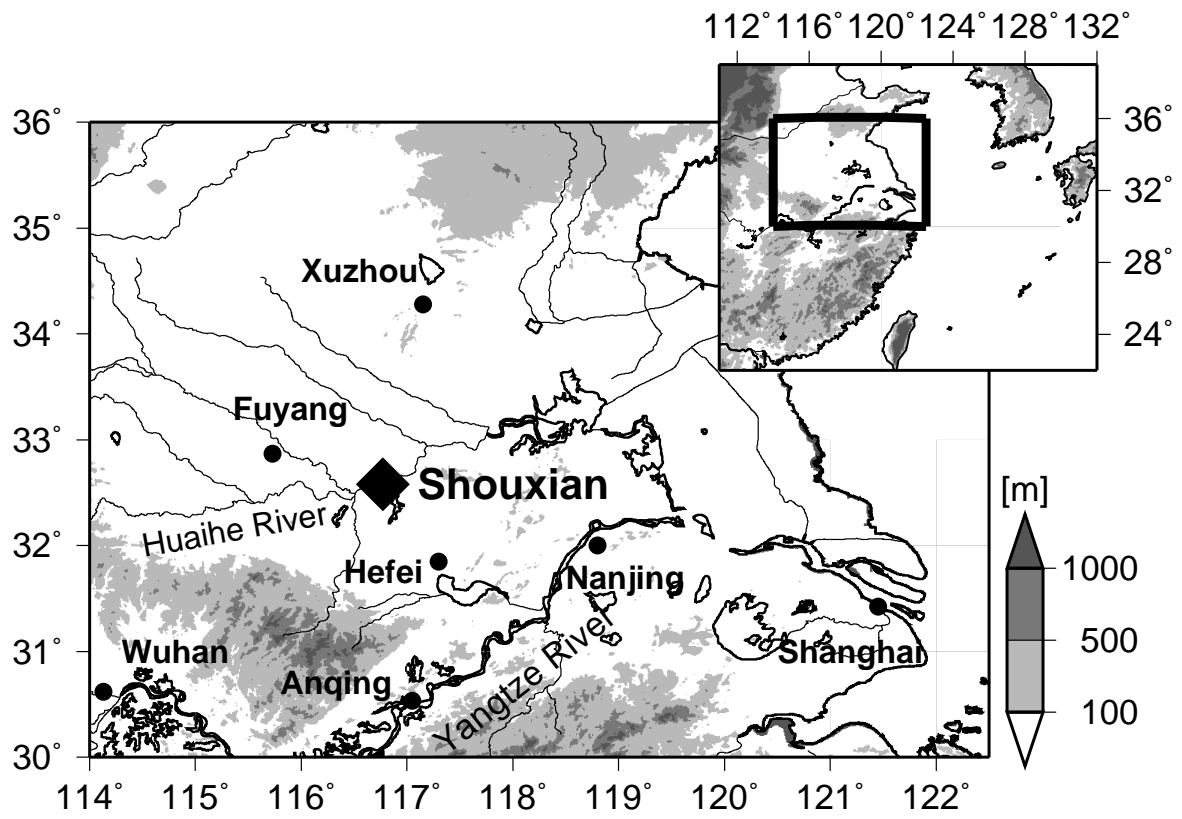 112˚ 116˚ 120˚ 124˚ 128˚ 132˚
36˚
32˚
28˚
24˚
36˚
35˚
34˚
33˚
32˚
31˚
30˚
Xuzhou
Fuyang
Shouxian
Huaihe River
Hefei
Nanjing
Wuhan
Anqing
Yangtze River
Shanghai
[m]
1000
500
100
114˚ 115˚ 116˚ 117˚ 118˚ 119˚ 120˚ 121˚ 122˚